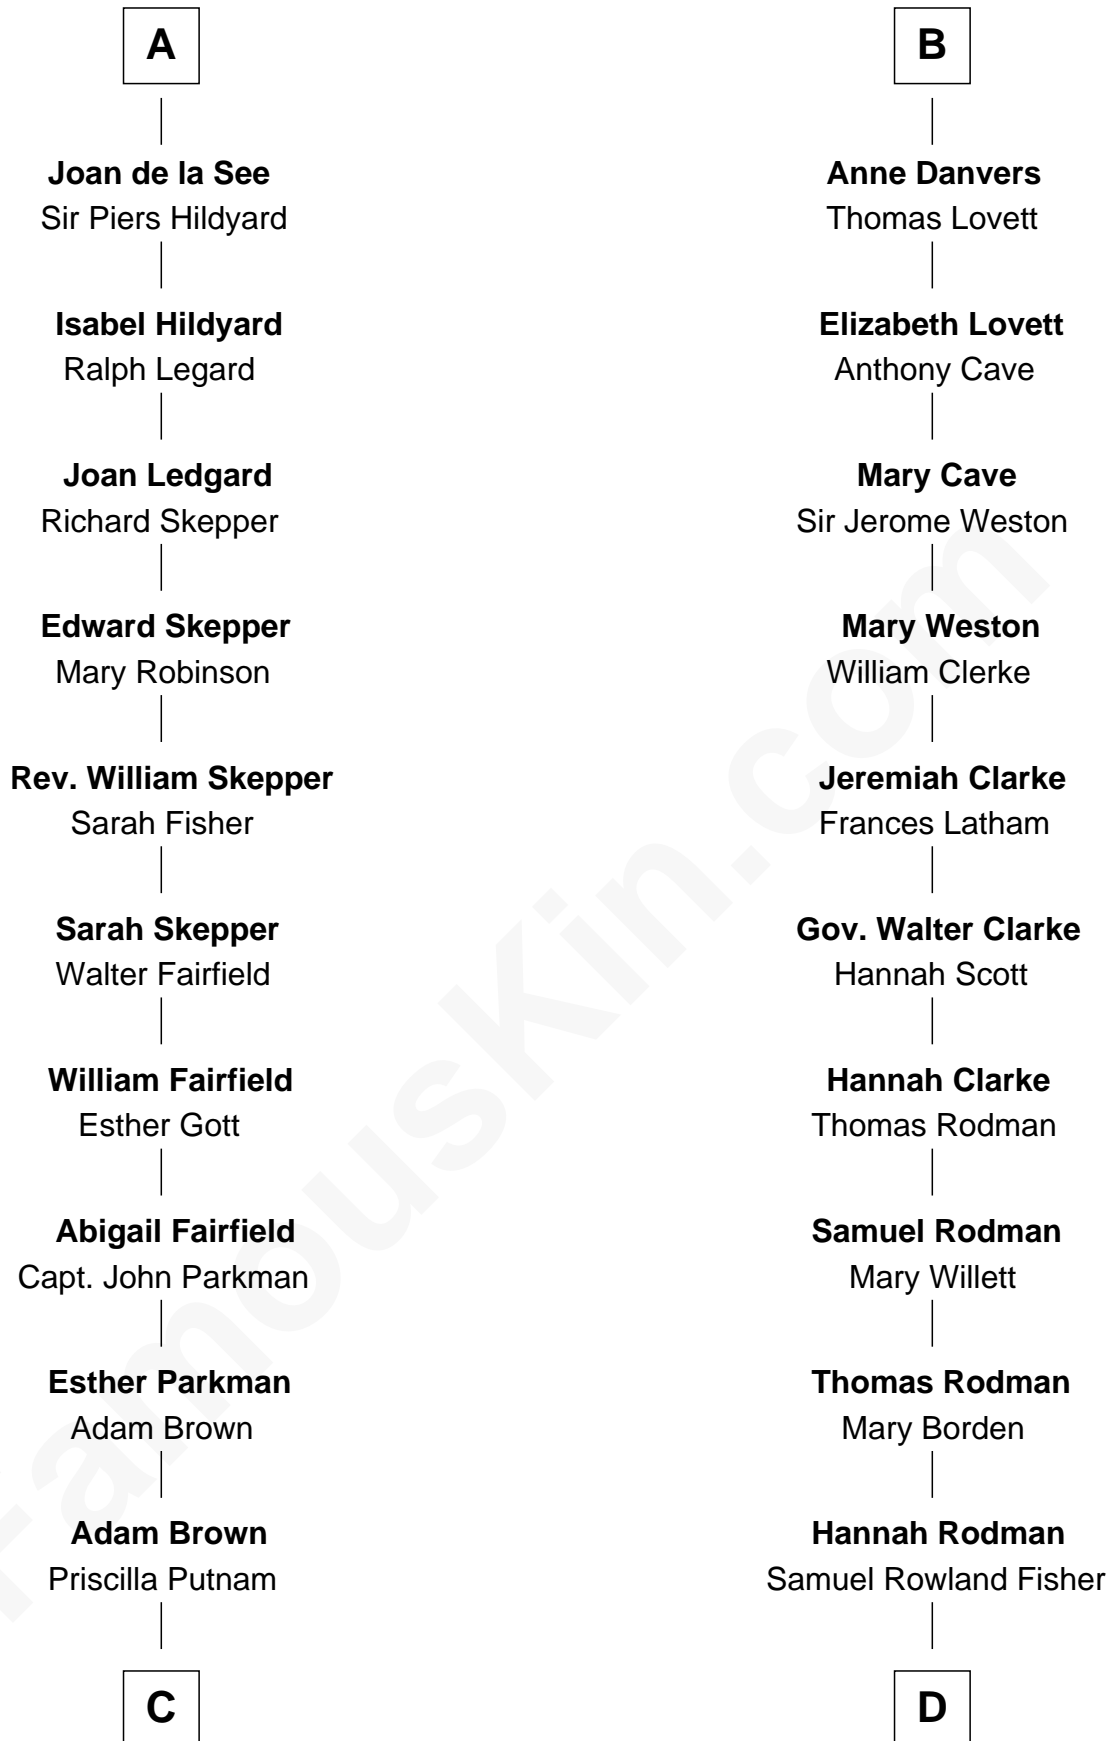 A
Joan de la See
Sir Piers Hildyard
Isabel Hildyard
Ralph Legard
Joan Ledgard
Richard Skepper
Edward Skepper
Mary Robinson
Rev. William Skepper
Sarah Fisher
Sarah Skepper
Walter Fairfield
William Fairfield
Esther Gott
Abigail Fairfield
Capt. John Parkman
Esther Parkman
Adam Brown
Adam Brown
Priscilla Putnam
C
B
Anne Danvers
Thomas Lovett
Elizabeth Lovett
Anthony Cave
Mary Cave
Sir Jerome Weston
Mary Weston
William Clerke
Jeremiah Clarke
Frances Latham
Gov. Walter Clarke
Hannah Scott
Hannah Clarke
Thomas Rodman
Samuel Rodman
Mary Willett
Thomas Rodman
Mary Borden
Hannah Rodman
Samuel Rowland Fisher
D
FamousKin.com